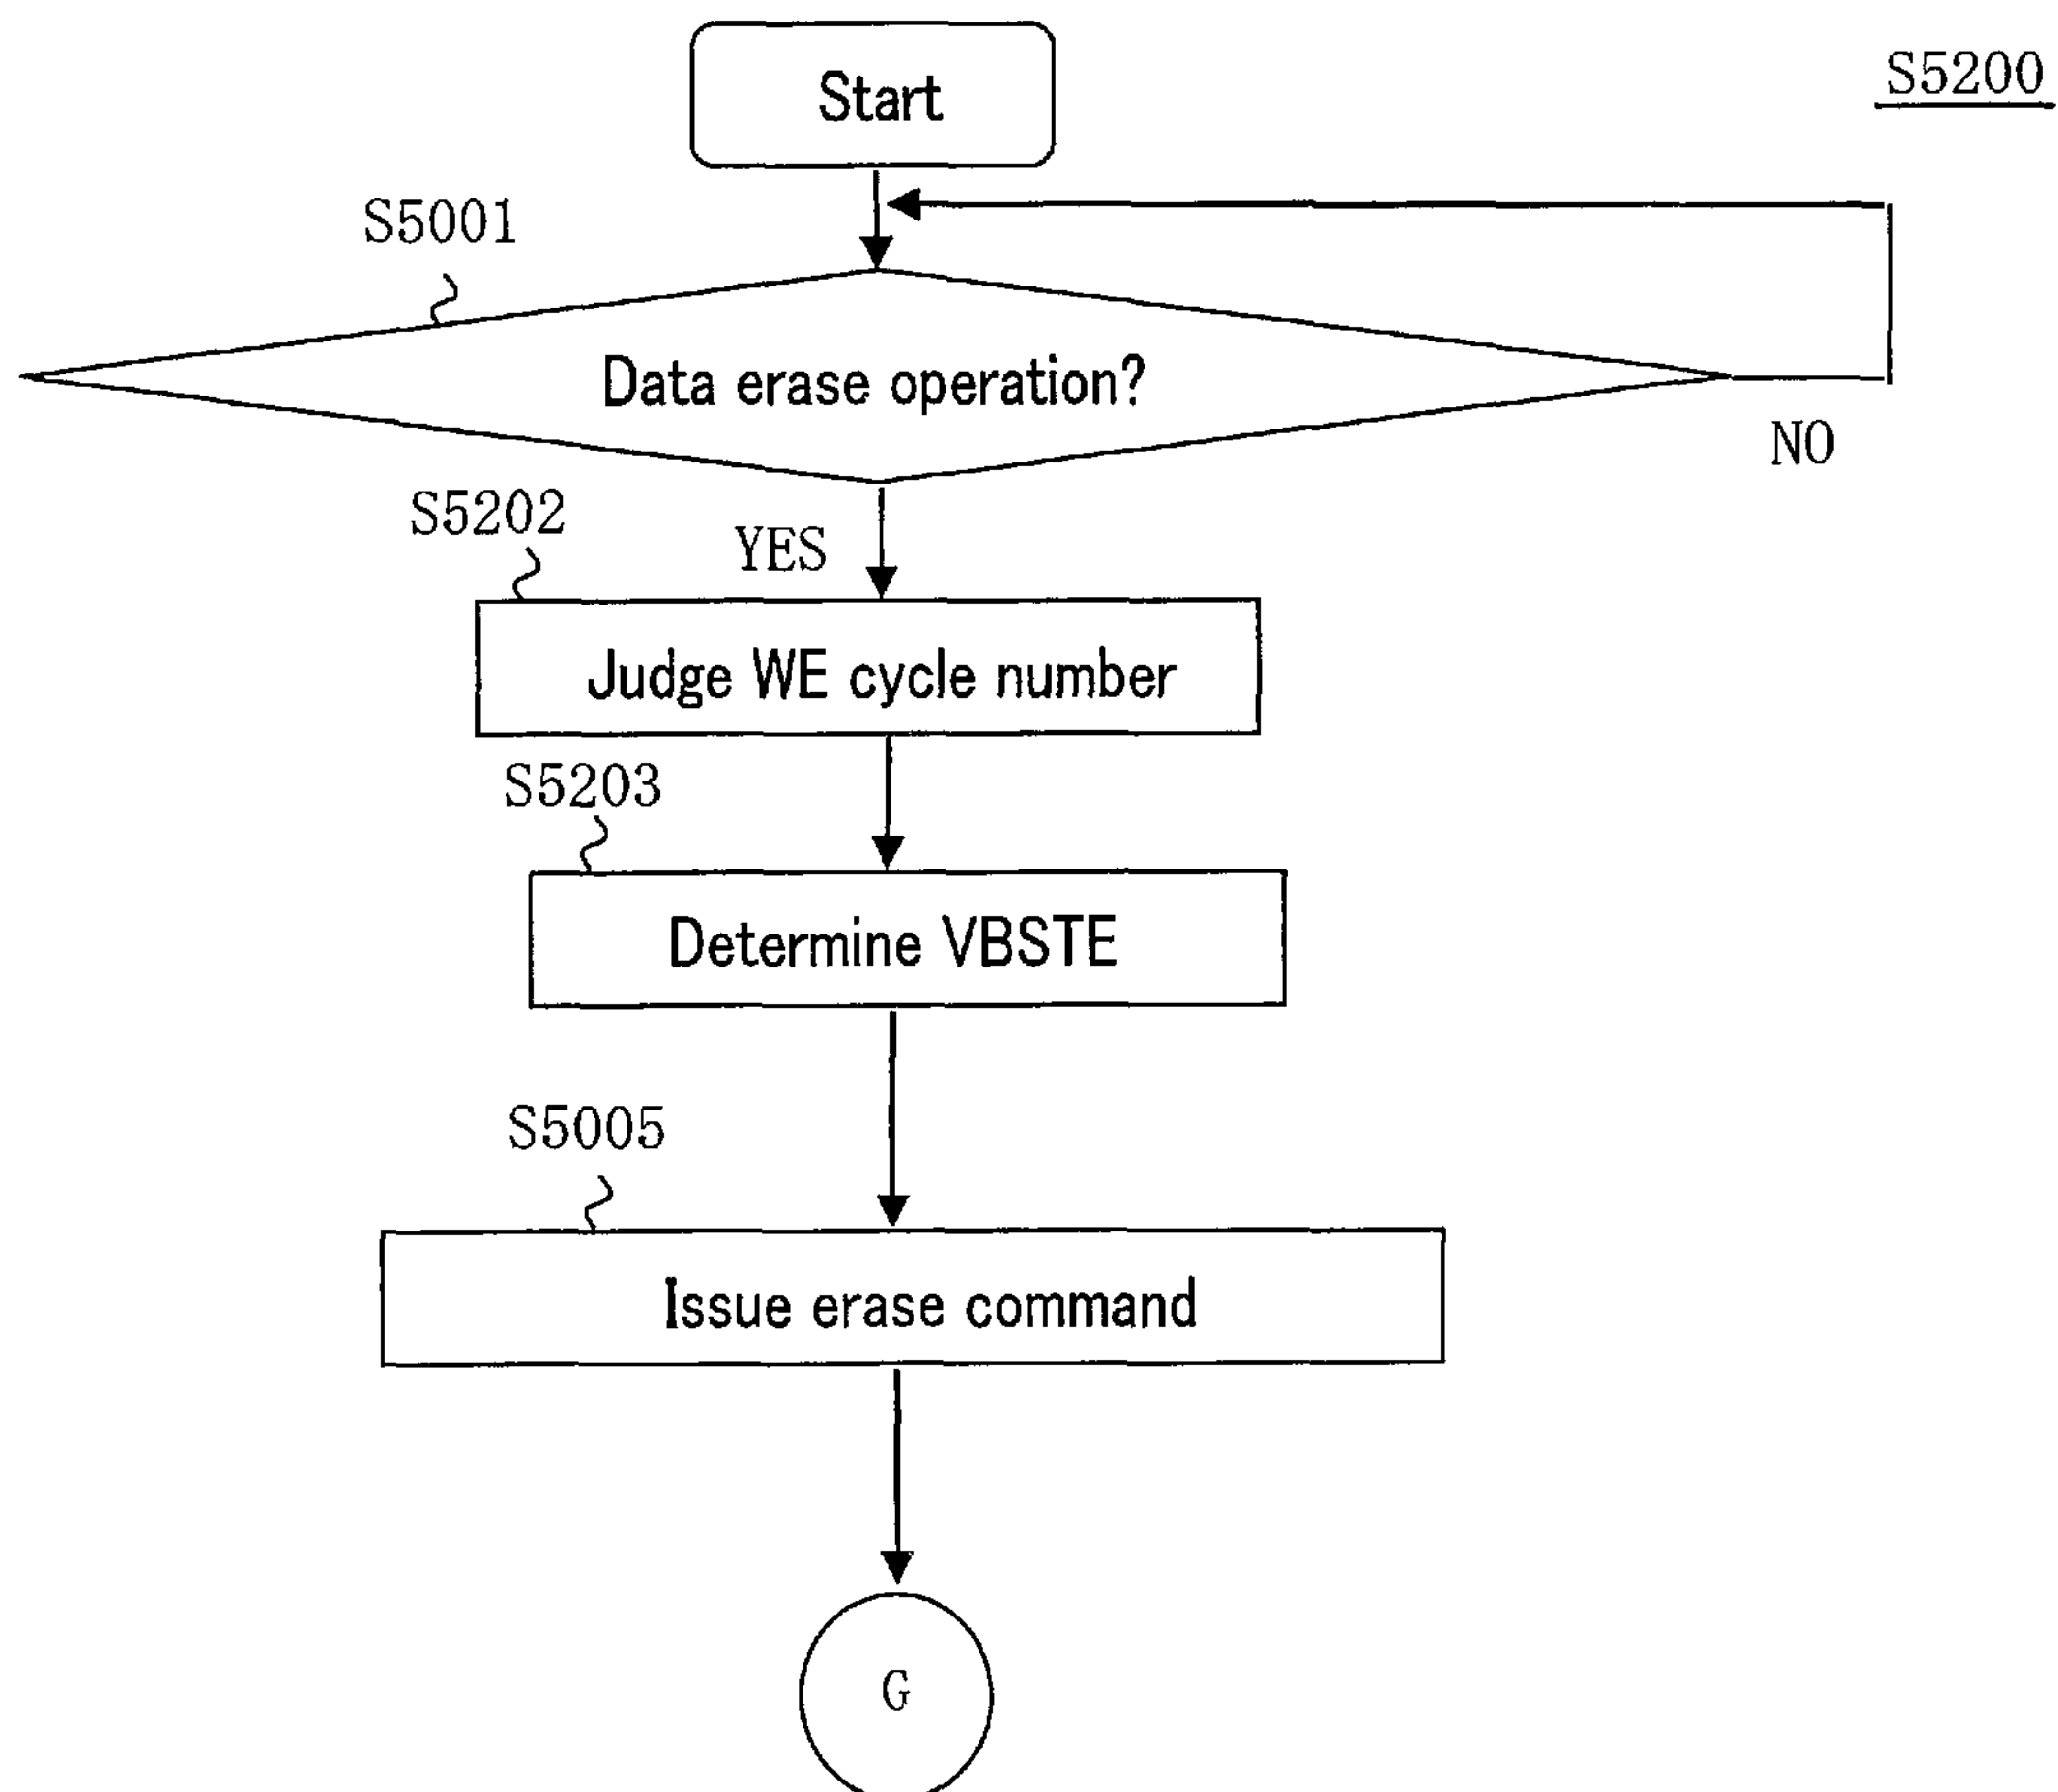 Start
S5200
S5001
Data erase operation?
NO
S5202
YES
Judge WE cycle number
S5203
Determine VBSTE
S5005
Issue erase command
G